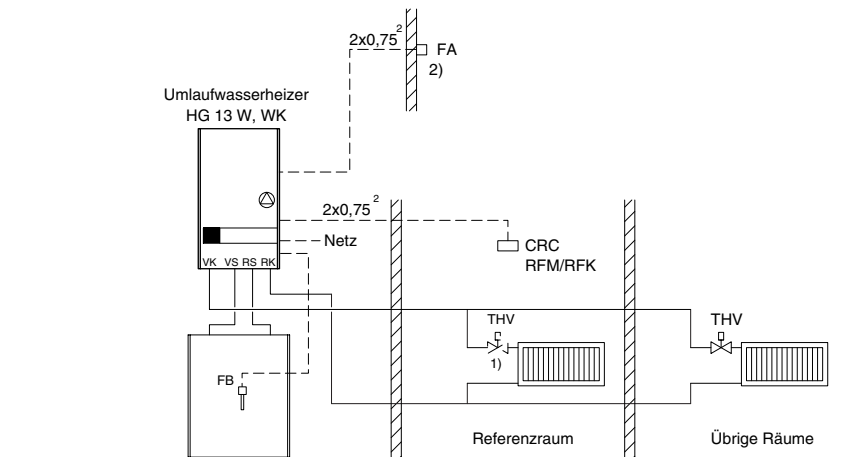 2x0,75²
FA
2)
Umlaufwasserheizer
HG 13 W, WK
2x0,75²
Netz
CRC
RFM/RFK
VK VS RS RK
THV
1)
THV
FB
Referenzraum
Übrige Räume